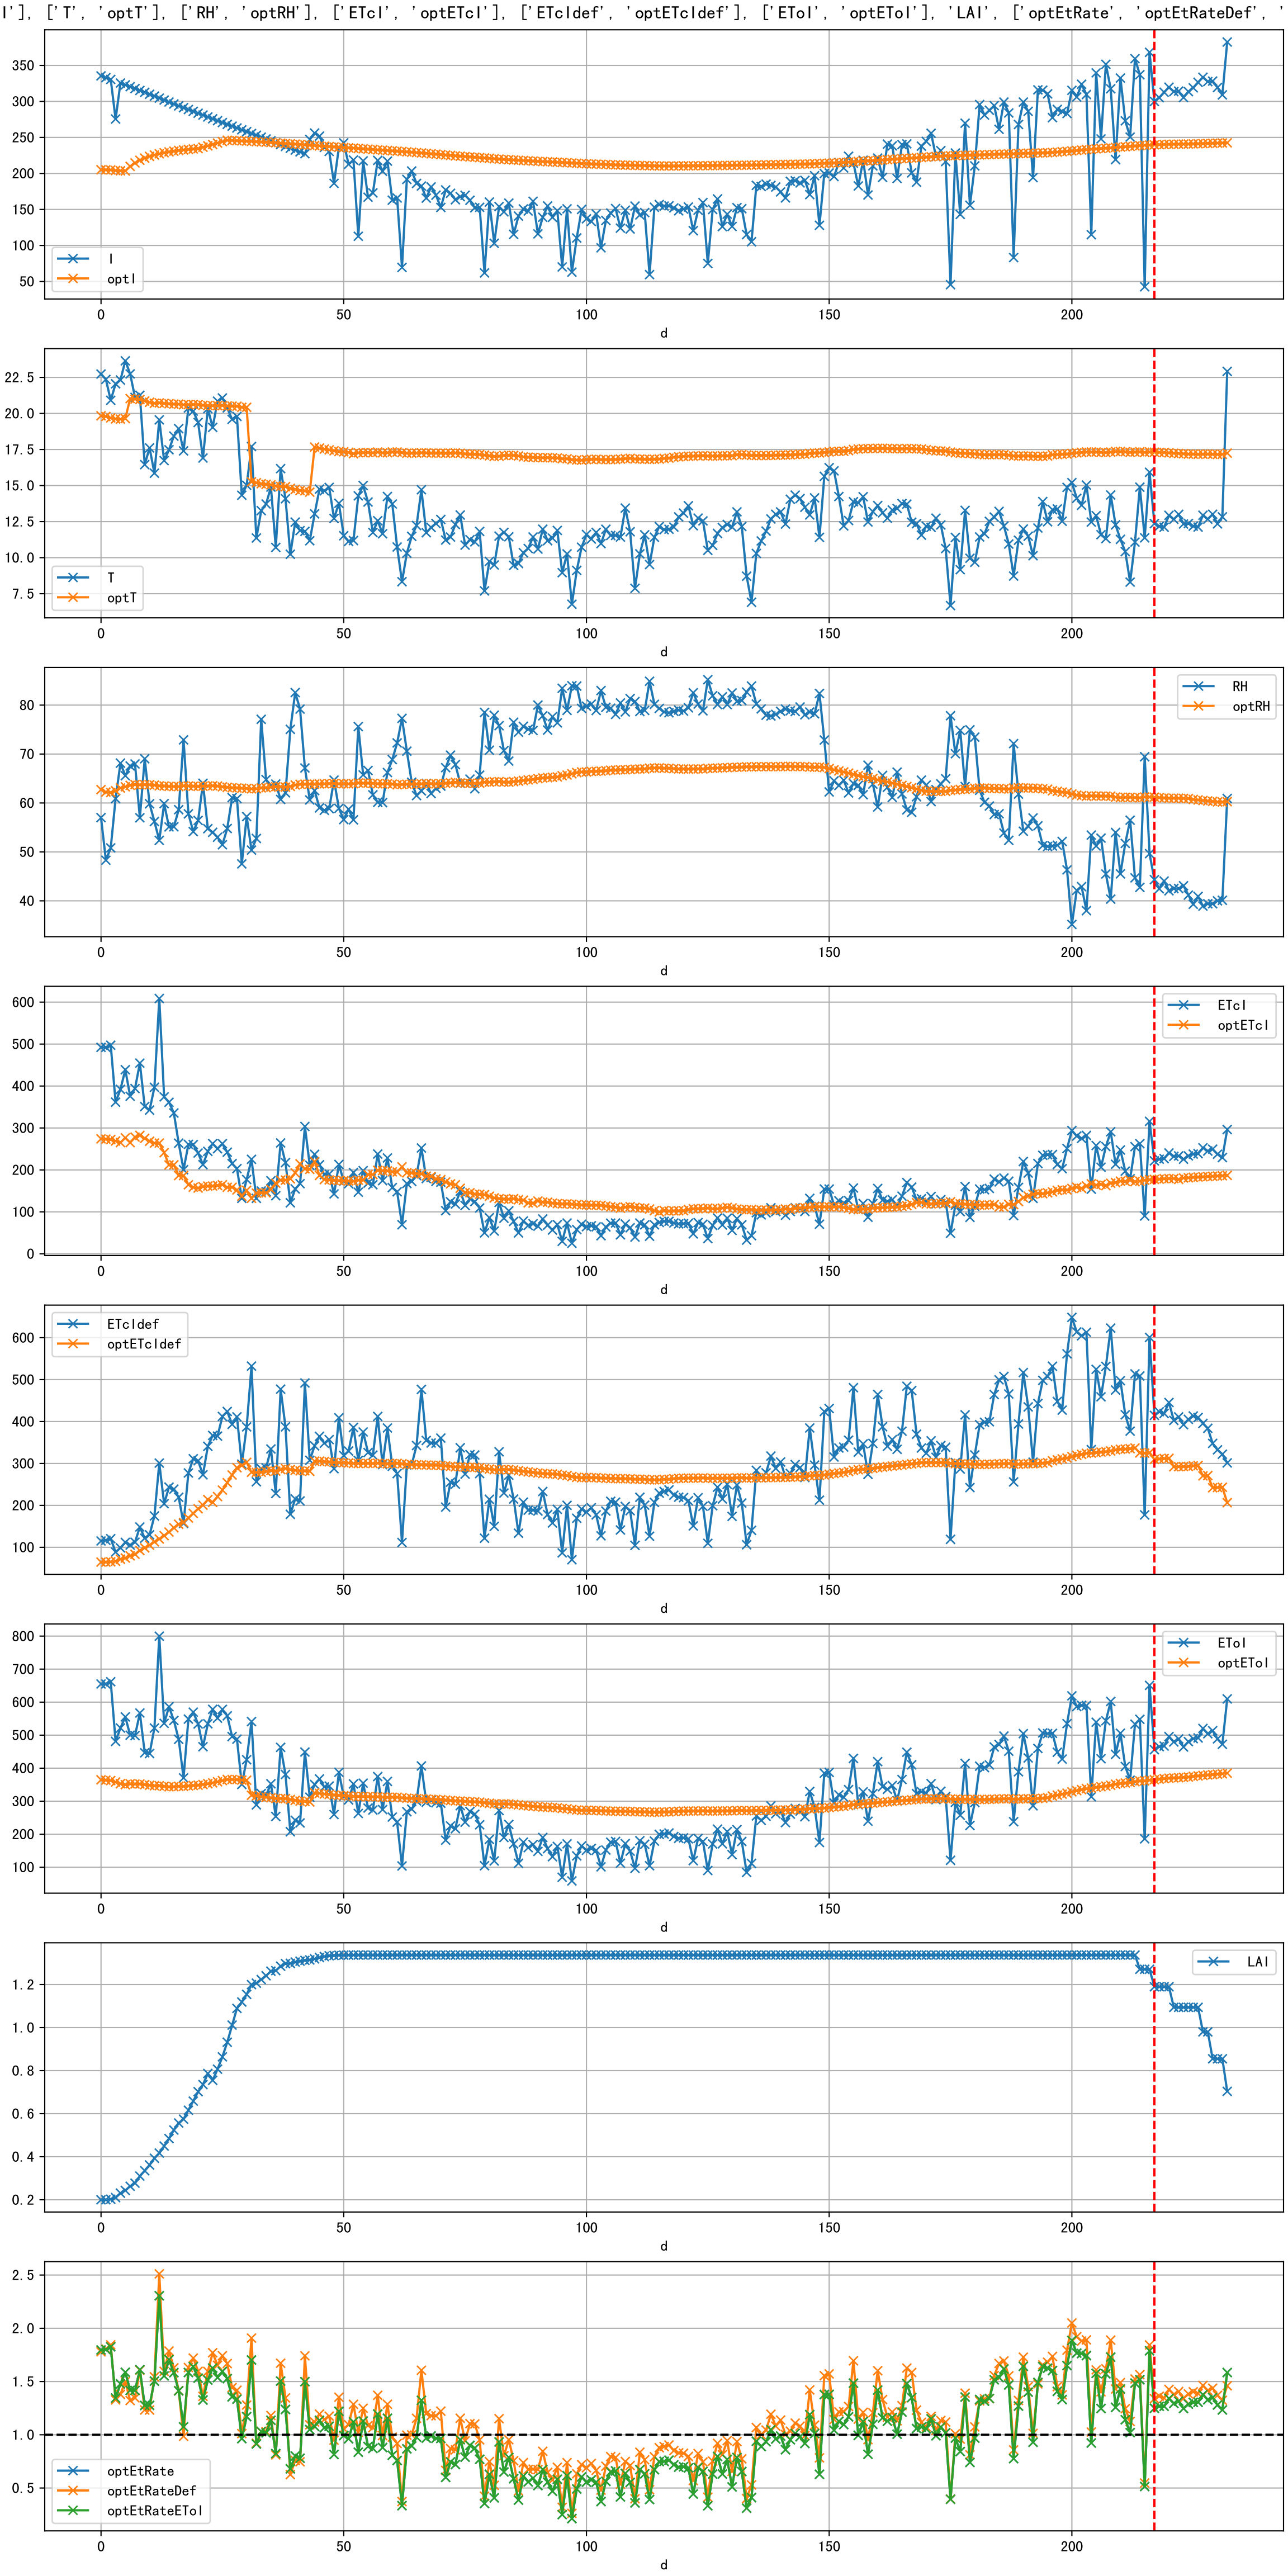 I'], ['T', 'optT'], ['RH', 'optRH'], ['ETcI', 'optETcI'], ['ETcIdef', 'optETcIdef'], ['EToI', 'optEToI'], 'LAI', ['optEtRate', 'optEtRateDef', '
350
300
250
200
150
100
50
I
optI
0 50 100 150 200
d
22.5
20.0
17.5
15.0
12.5
10.0
7.5
T
optT
0 50 100 150 200
d
80
70
60
50
40
RH
optRH
0 50 100 150 200
d
600
500
400
300
200
100
0
ETcI
optETcI
0 50 100 150 200
d
600
500
400
300
200
100
ETcIdef
optETcIdef
0 50 100 150 200
d
800
700
600
500
400
300
200
100
EToI
optEToI
0 50 100 150 200
d
1.2
1.0
0.8
0.6
0.4
0.2
LAI
0 50 100 150 200
d
2.5
2.0
1.5
1.0
0.5
optEtRate
optEtRateDef
optEtRateEToI
0 50 100 150 200
d